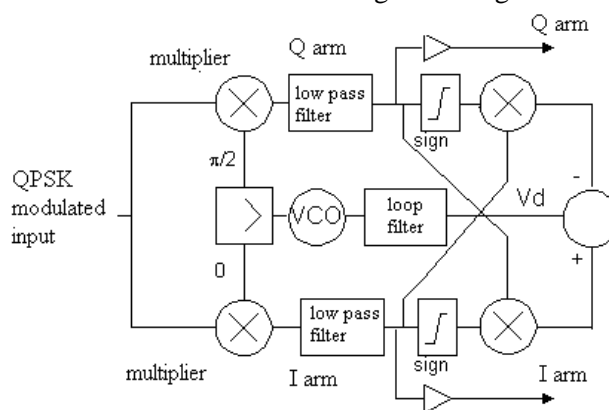 Q arm
Q arm
multiplier
low pass
filter
sign
π/2
QPSK
modulated
input
VCO
loop
filter
Vd
-
+
0
low pass
filter
sign
multiplier
I arm
I arm